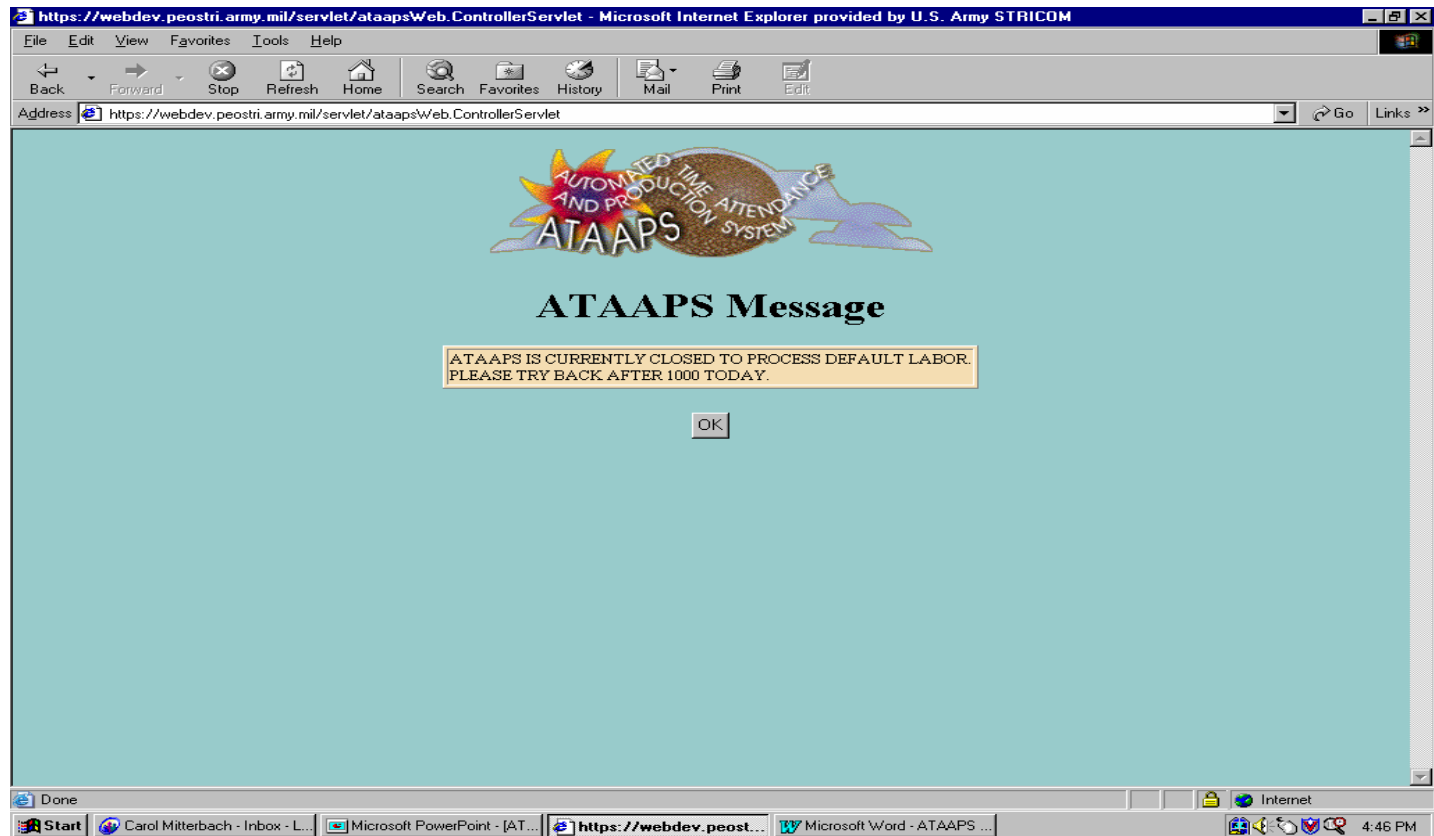 https://webdev.peostri.army.mil/servlet/ataapsWeb.ControllerServlet - Microsoft Internet Explorer provided by U.S. Army STRICOM
File Edit View Favorites Tools Help
Back Forward Stop Refresh Home Search Favorites History Mail Print Edit
Address https://webdev.peostri.army.mil/servlet/ataapsWeb.ControllerServlet Go Links »
AUTOMATED TIME ATTENDANCE
AND PRODUCTION SYSTEM
ATAAPS
ATAAPS Message
ATAAPS IS CURRENTLY CLOSED TO PROCESS DEFAULT LABOR.
PLEASE TRY BACK AFTER 1000 TODAY.
OK
Done Internet
Start Carol Mitterbach - Inbox - L... Microsoft PowerPoint - [AT... https://webdev.peost... Microsoft Word - ATAAPS ... 4:46 PM